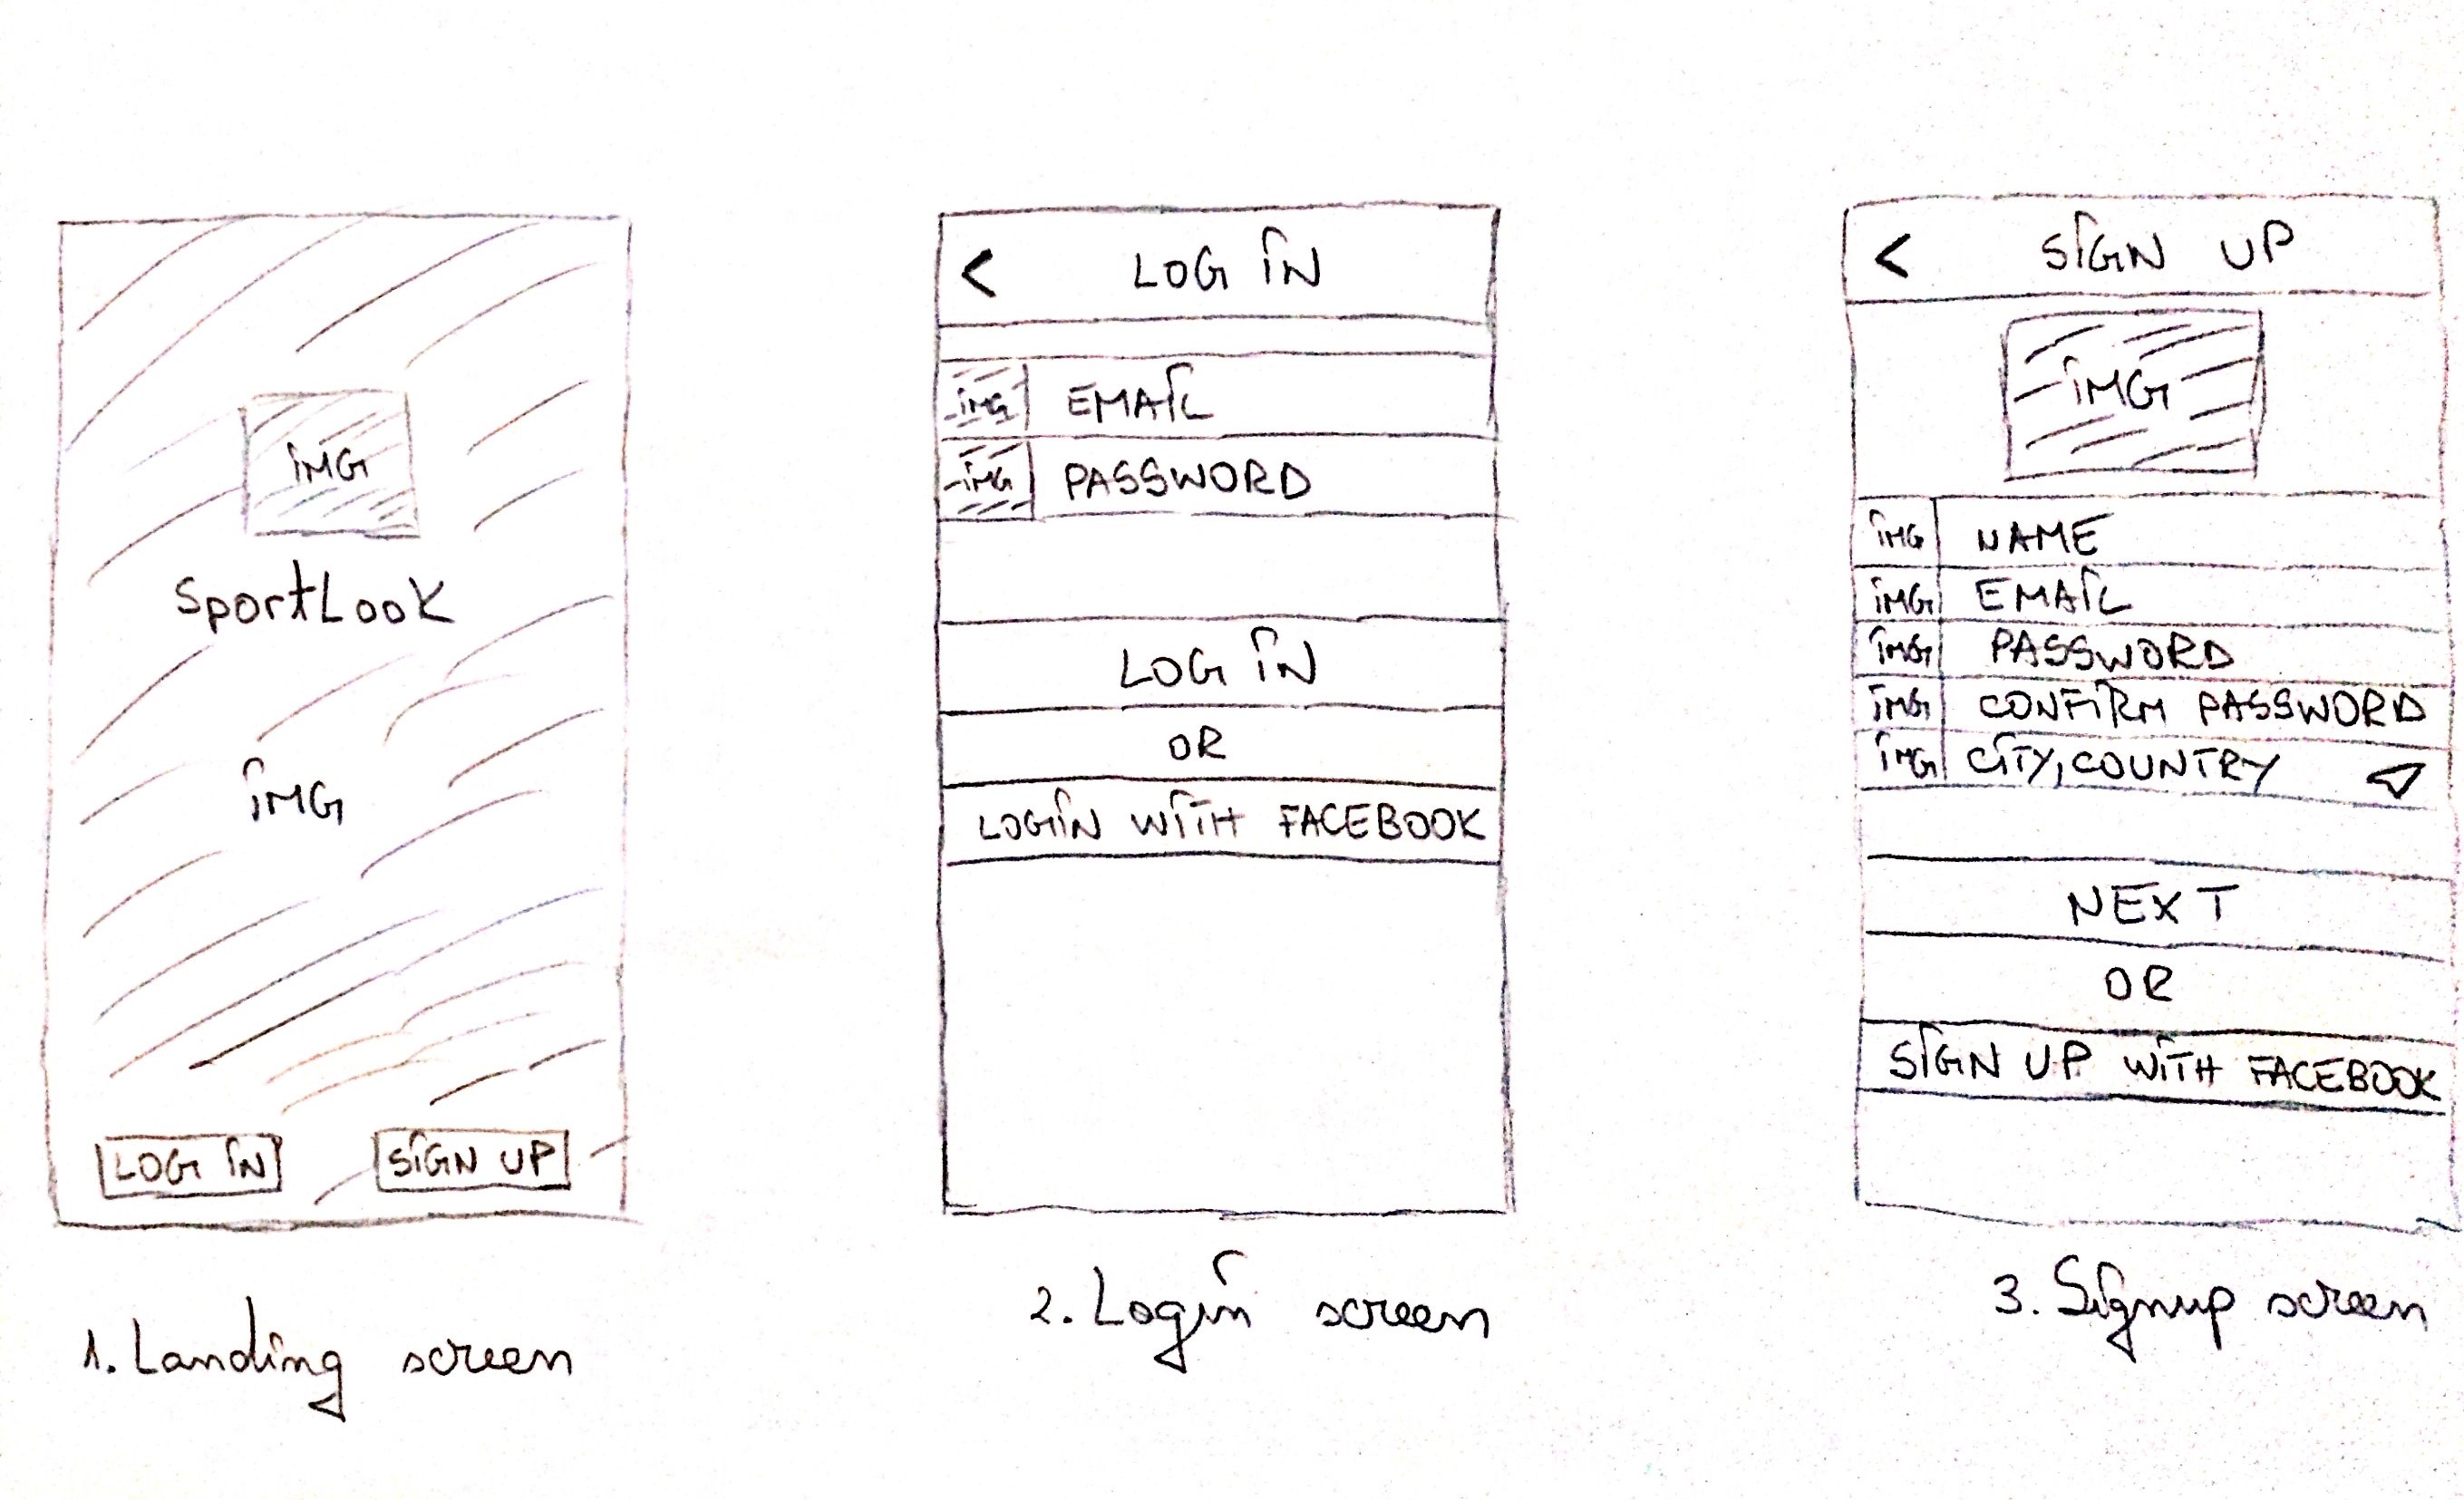 iMG
SportLook
iMG
LOG iN
SiGN UP
1. Landing screen
< LOG iN
iMG EMAiL
iMG PASSWORD
LOG iN
OR
LOGiN WiTH FACEBOOK
2. Login screen
< SiGN UP
iMG
iMG NAME
iMG EMAiL
iMG PASSWORD
iMG CONFiRM PASSWORD
iMG CiTY, COUNTRY
NEXT
OR
SiGN UP WiTH FACEBOOK
3. Signup screen